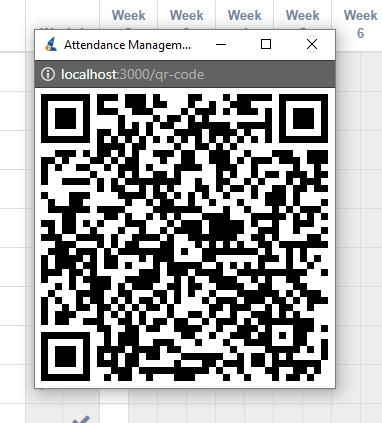 Week Week Week Week Week
6
Attendance Managem...
localhost:3000/qr-code